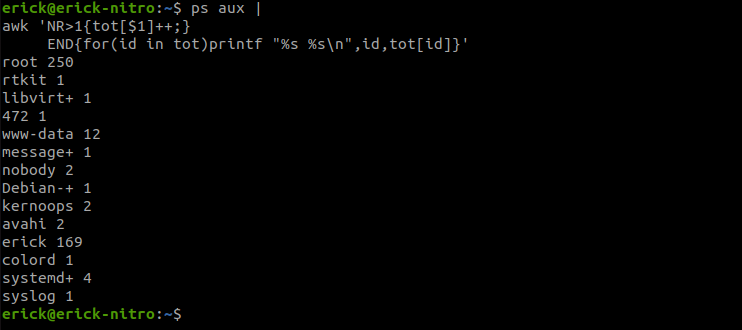 erick@erick-nitro:~$ ps aux |
awk 'NR>1{tot[$1]++;}
     END{for(id in tot)printf "%s %s\n",id,tot[id]}'
root 250
rtkit 1
libvirt+ 1
472 1
www-data 12
message+ 1
nobody 2
Debian-+ 1
kernoops 2
avahi 2
erick 169
colord 1
systemd+ 4
syslog 1
erick@erick-nitro:~$